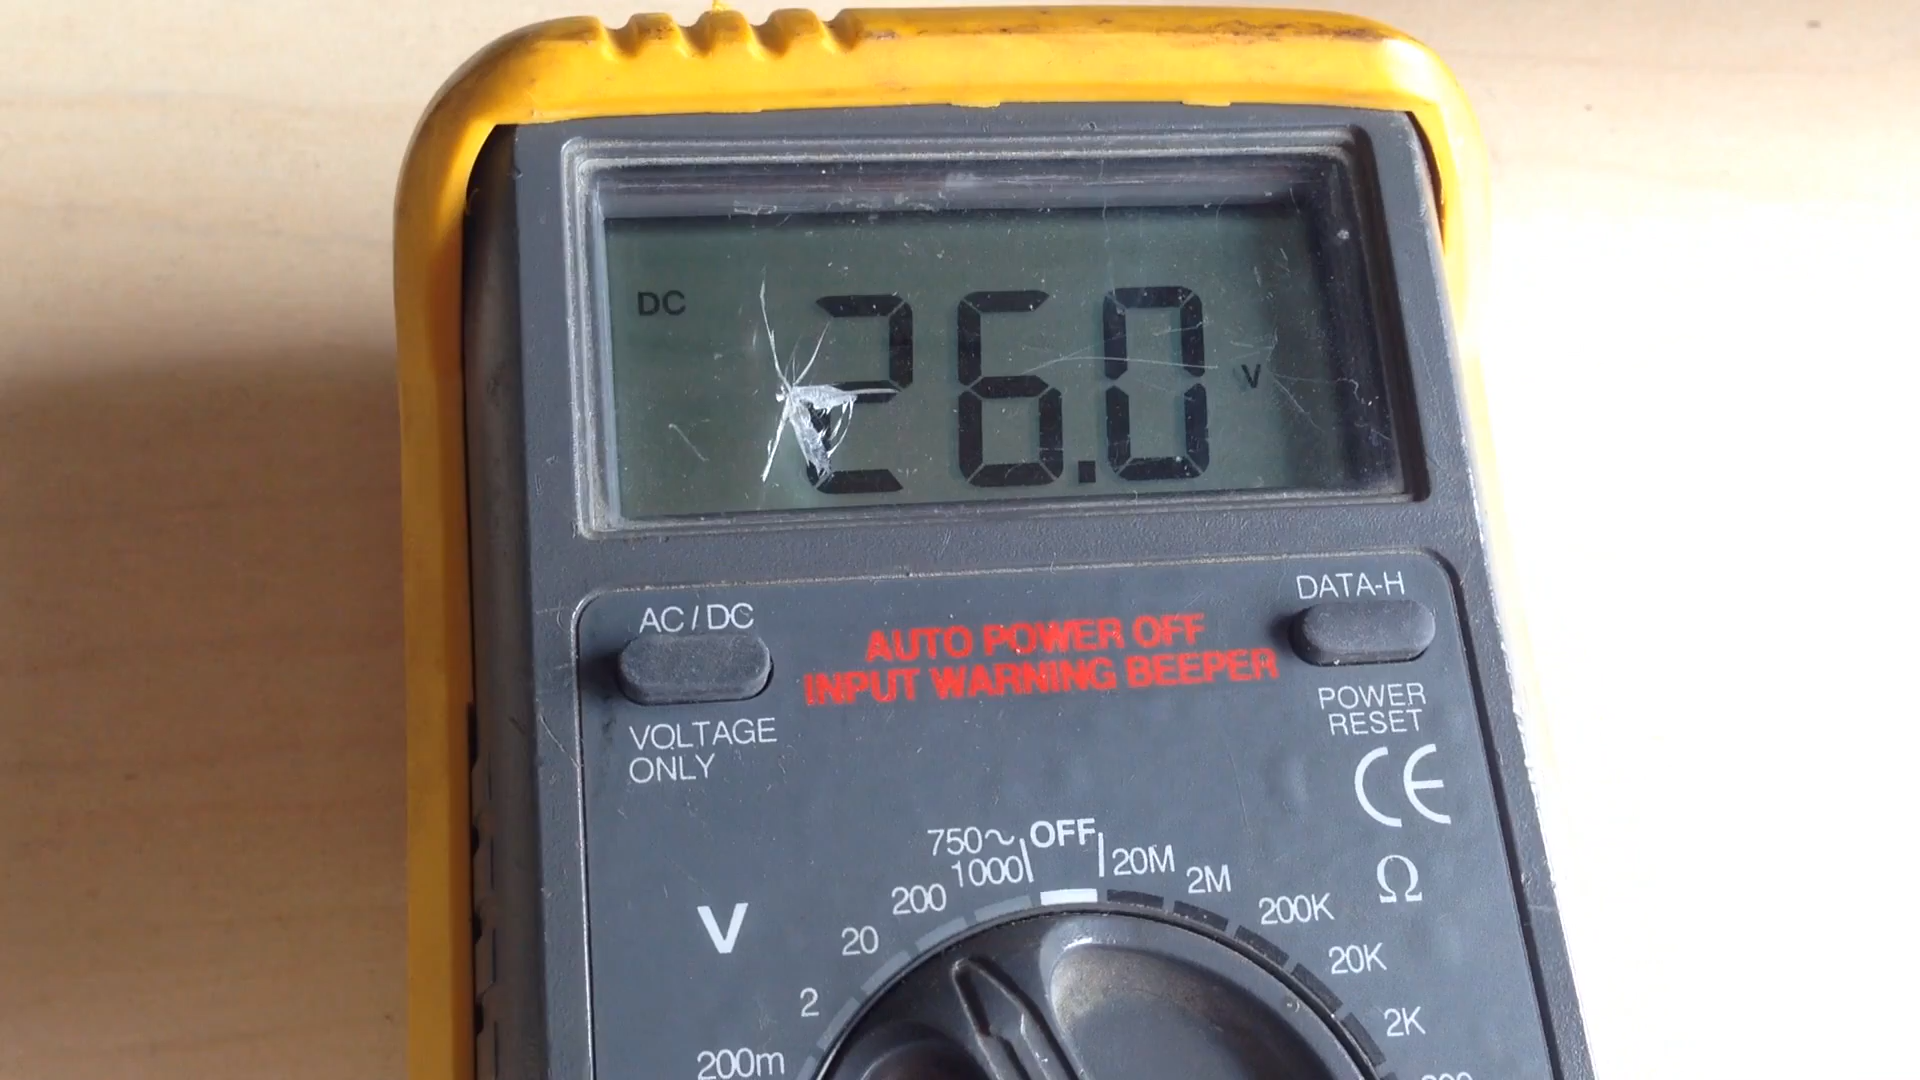 DC
26.0 V
AC/DC
DATA-H
AUTO POWER OFF
INPUT WARNING BEEPER
VOLTAGE
ONLY
POWER
RESET
CE
750~
OFF
1000
20M
200
2M
Ω
V
20
200K
20K
2
2K
200m